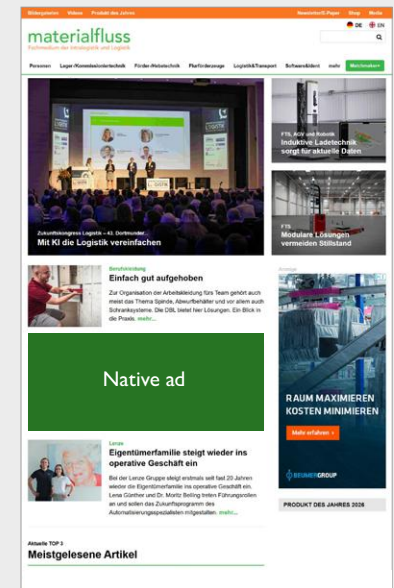 Bildergalerien Videos Produkt des Jahres Newsletter/E-Paper Shop Media
DE EN
materialfluss
Fachmedium der Intralogistik und Logistik
Personen Lager-/Kommissioniertechnik Förder-/Hebetechnik Flurförderzeuge Logistik&Transport Software&Ident mehr Matchmaker+
Zukunftskongress Logistik – 43. Dortmunder...
Mit KI die Logistik vereinfachen
FTS, AGV und Robotik
Induktive Ladetechnik
sorgt für aktuelle Daten
FTS
Modulare Lösungen
vermeiden Stillstand
Berufskleidung
Einfach gut aufgehoben
Zur Organisation der Arbeitskleidung fürs Team gehört auch
meist das Thema Spinde, Abwurfbehälter und vor allem auch
Schranksysteme. Die DBL bietet hier Lösungen. Ein Blick in
die Praxis. mehr...
Anzeige
Native ad
RAUM MAXIMIEREN
KOSTEN MINIMIEREN
Mehr erfahren >
BEUMERGROUP
Lenze
Eigentümerfamilie steigt wieder ins
operative Geschäft ein
Bei der Lenze Gruppe steigt erstmals seit fast 20 Jahren
wieder die Eigentümerfamilie ins operative Geschäft ein.
Lena Günther und Dr. Moritz Belling treten Führungsrollen
an und sollen das Zukunftsprogramm des
Automatisierungsspezialisten mitgestalten. mehr...
PRODUKT DES JAHRES 2026
Aktuelle TOP 3
Meistgelesene Artikel